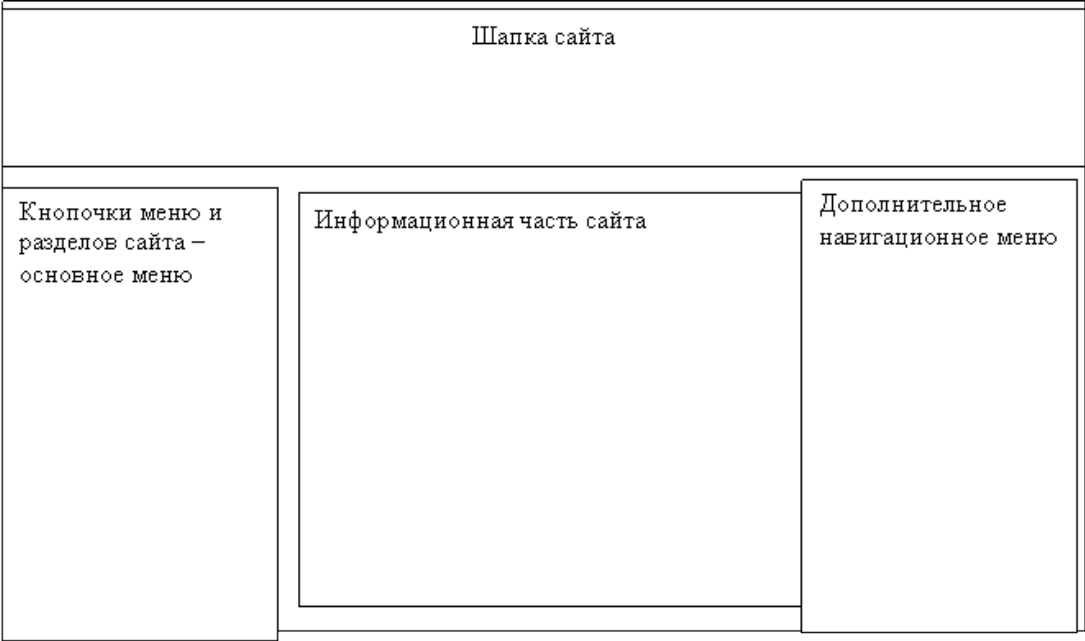 Шапка сайта
Кнопочки меню и
разделов сайта –
основное меню
Информационная часть сайта
Дополнительное
навигационное меню